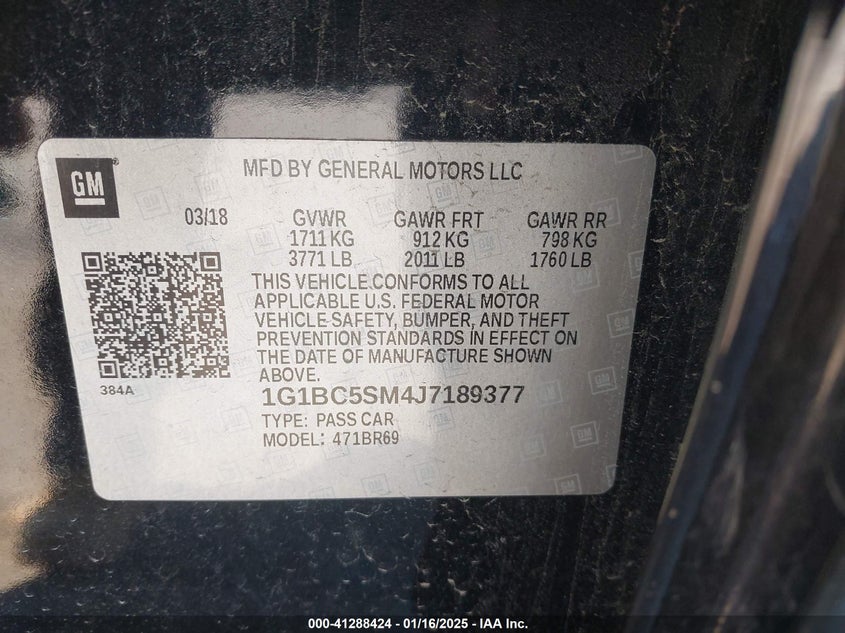 GM
MFD BY GENERAL MOTORS LLC
03/18 GVWR GAWR FRT GAWR RR
1711 KG 912 KG 798 KG
3771 LB 2011 LB 1760 LB
THIS VEHICLE CONFORMS TO ALL
APPLICABLE U.S. FEDERAL MOTOR
VEHICLE SAFETY, BUMPER, AND THEFT
PREVENTION STANDARDS IN EFFECT ON
THE DATE OF MANUFACTURE SHOWN
ABOVE.
384A
1G1BC5SM4J7189377
TYPE: PASS CAR
MODEL: 471BR69
000-41288424 - 01/16/2025 - IAA Inc.